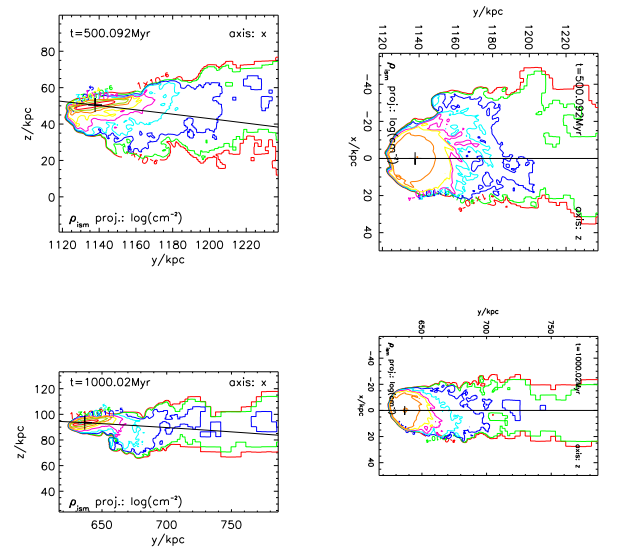 t=500.092Myr axis: x
80
60
40
20
0
z/kpc
ρism proj.: log(cm⁻²)
1120 1140 1160 1180 1200 1220
y/kpc
y/kpc
1120 1140 1160 1180 1200 1220
−40
−20
0
20
40
x/kpc
ρism proj.: log(cm⁻²)
t=500.092Myr
axis: z
t=1000.02Myr axis: x
120
100
80
60
40
z/kpc
ρism proj.: log(cm⁻²)
650 700 750
y/kpc
y/kpc
650 700 750
−40
−20
0
20
40
x/kpc
ρism proj.: log(cm⁻²)
t=1000.02Myr
axis: z